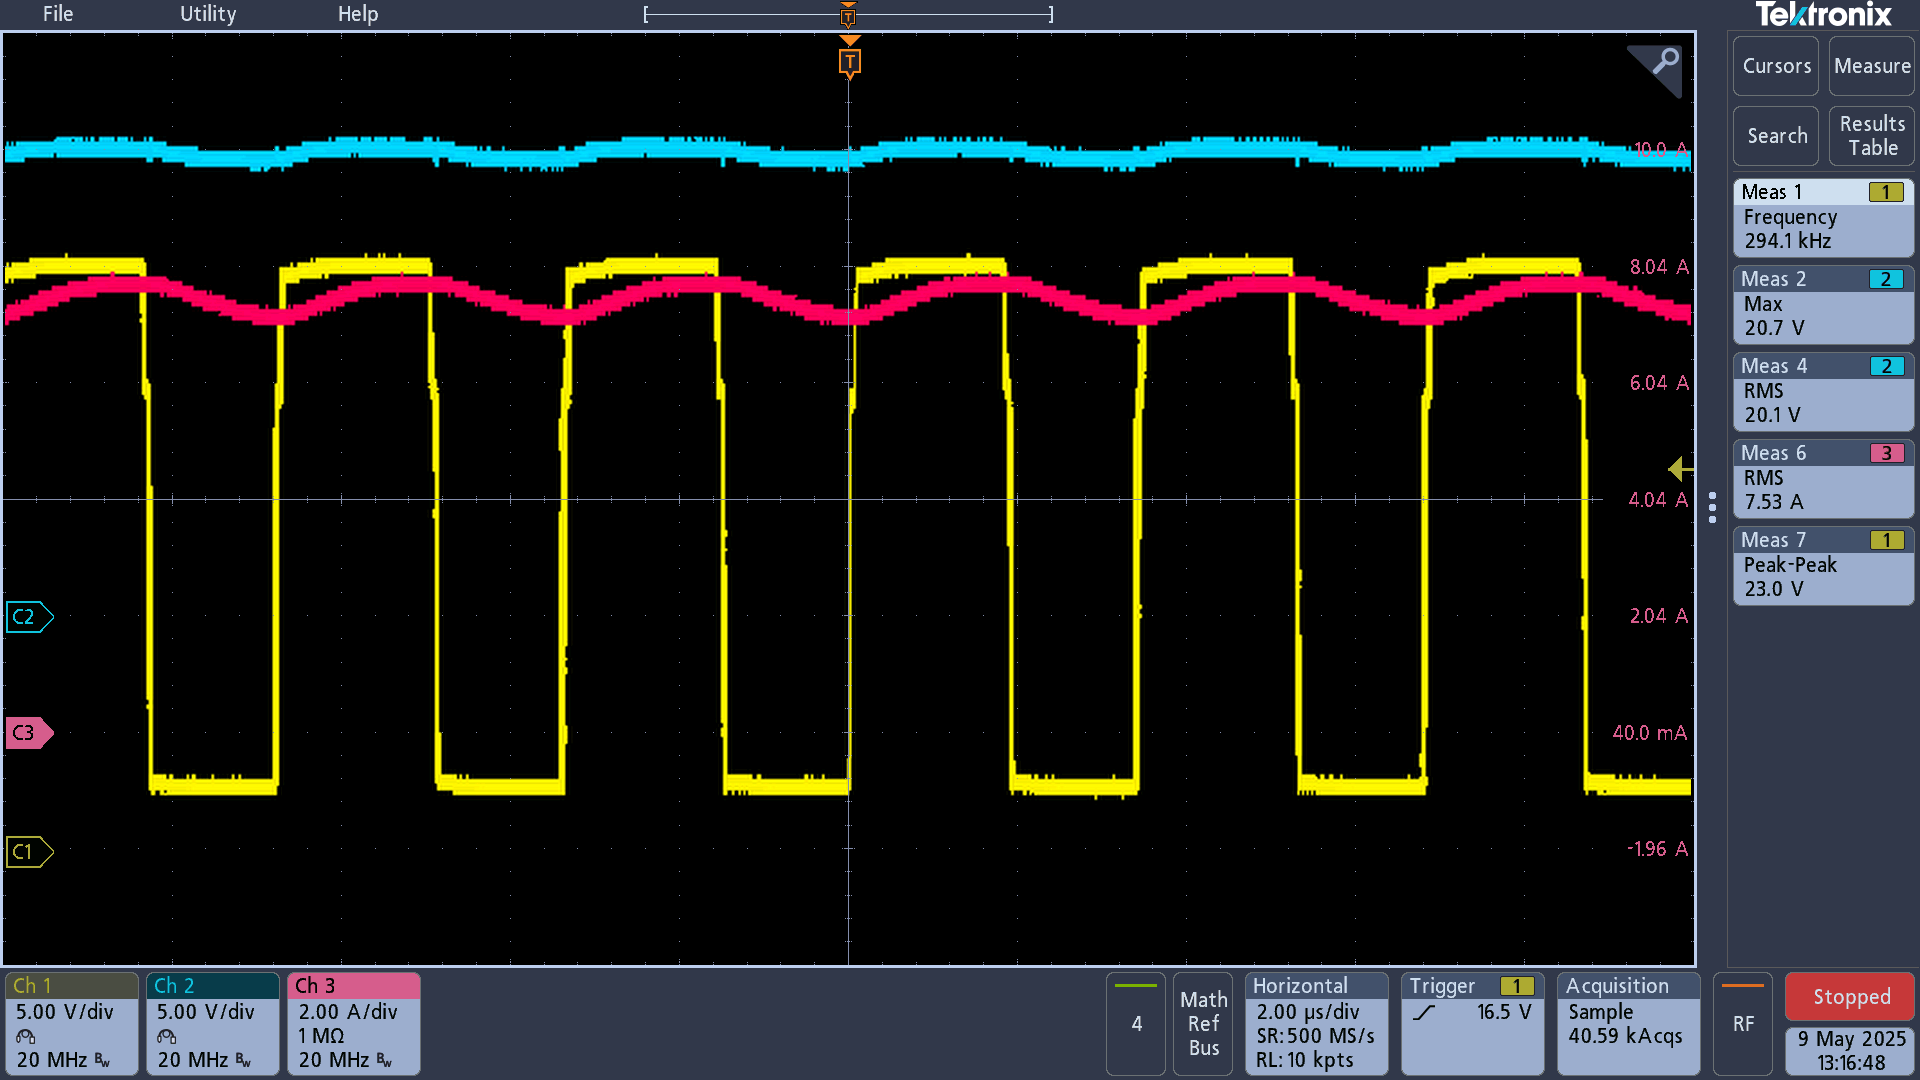 File Utility Help
Tektronix
T
T
Cursors Measure
Search Results Table
10.0 A
8.04 A
6.04 A
4.04 A
2.04 A
40.0 mA
-1.96 A
C2
C3
C1
Meas 1 1
Frequency
294.1 kHz
Meas 2 2
Max
20.7 V
Meas 4 2
RMS
20.1 V
Meas 6 3
RMS
7.53 A
Meas 7 1
Peak-Peak
23.0 V
Ch 1
5.00 V/div
20 MHz Bw
Ch 2
5.00 V/div
20 MHz Bw
Ch 3
2.00 A/div
1 MΩ
20 MHz Bw
4
Math
Ref
Bus
Horizontal
2.00 µs/div
SR: 500 MS/s
RL: 10 kpts
Trigger 1
16.5 V
Acquisition
Sample
40.59 kAcqs
RF
Stopped
9 May 2025
13:16:48